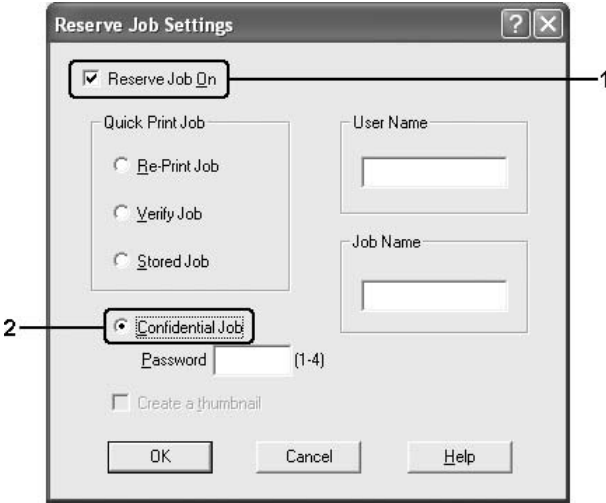 Reserve Job Settings
Reserve Job On
1
Quick Print Job
Re-Print Job
Verify Job
Stored Job
User Name
Job Name
2
Confidential Job
Password (1-4)
Create a thumbnail
OK Cancel Help